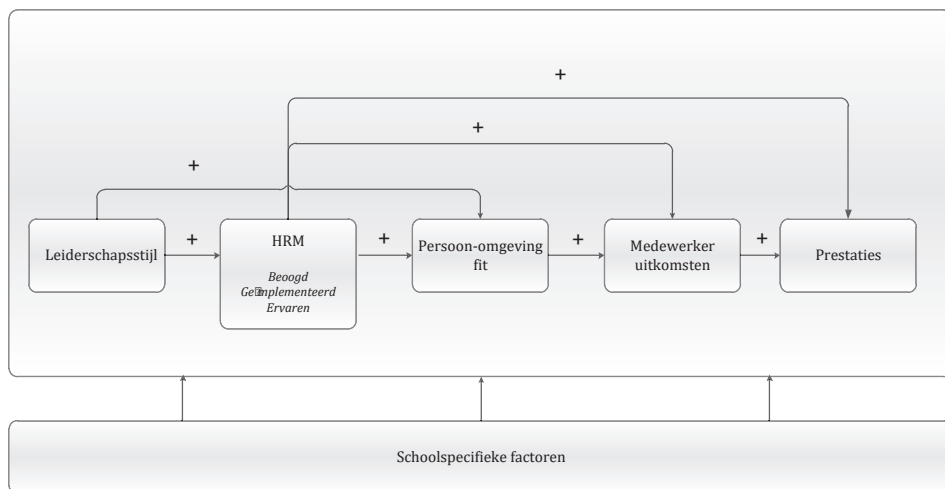 +
+
+
Leiderschapsstijl
+
HRM
Beoogd
Geïmplementeerd
Ervaren
+
Persoon-omgeving
fit
+
Medewerker
uitkomsten
+
Prestaties
Schoolspecifieke factoren